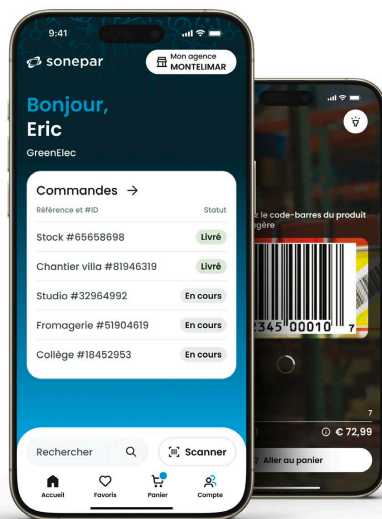 9:41
sonepar
Mon agence
MONTELIMAR
Bonjour,
Eric
GreenElec
Commandes →
Référence et #ID Statut
Stock #65658698 Livré
Chantier villa #81946319 Livré
Studio #32964992 En cours
Fromagerie #51904619 En cours
Collège #18452953 En cours
Rechercher
Scanner
Accueil Favoris Panier Compte
le code-barres du produit
2345 00010 7
7
€ 72,99
Aller au panier